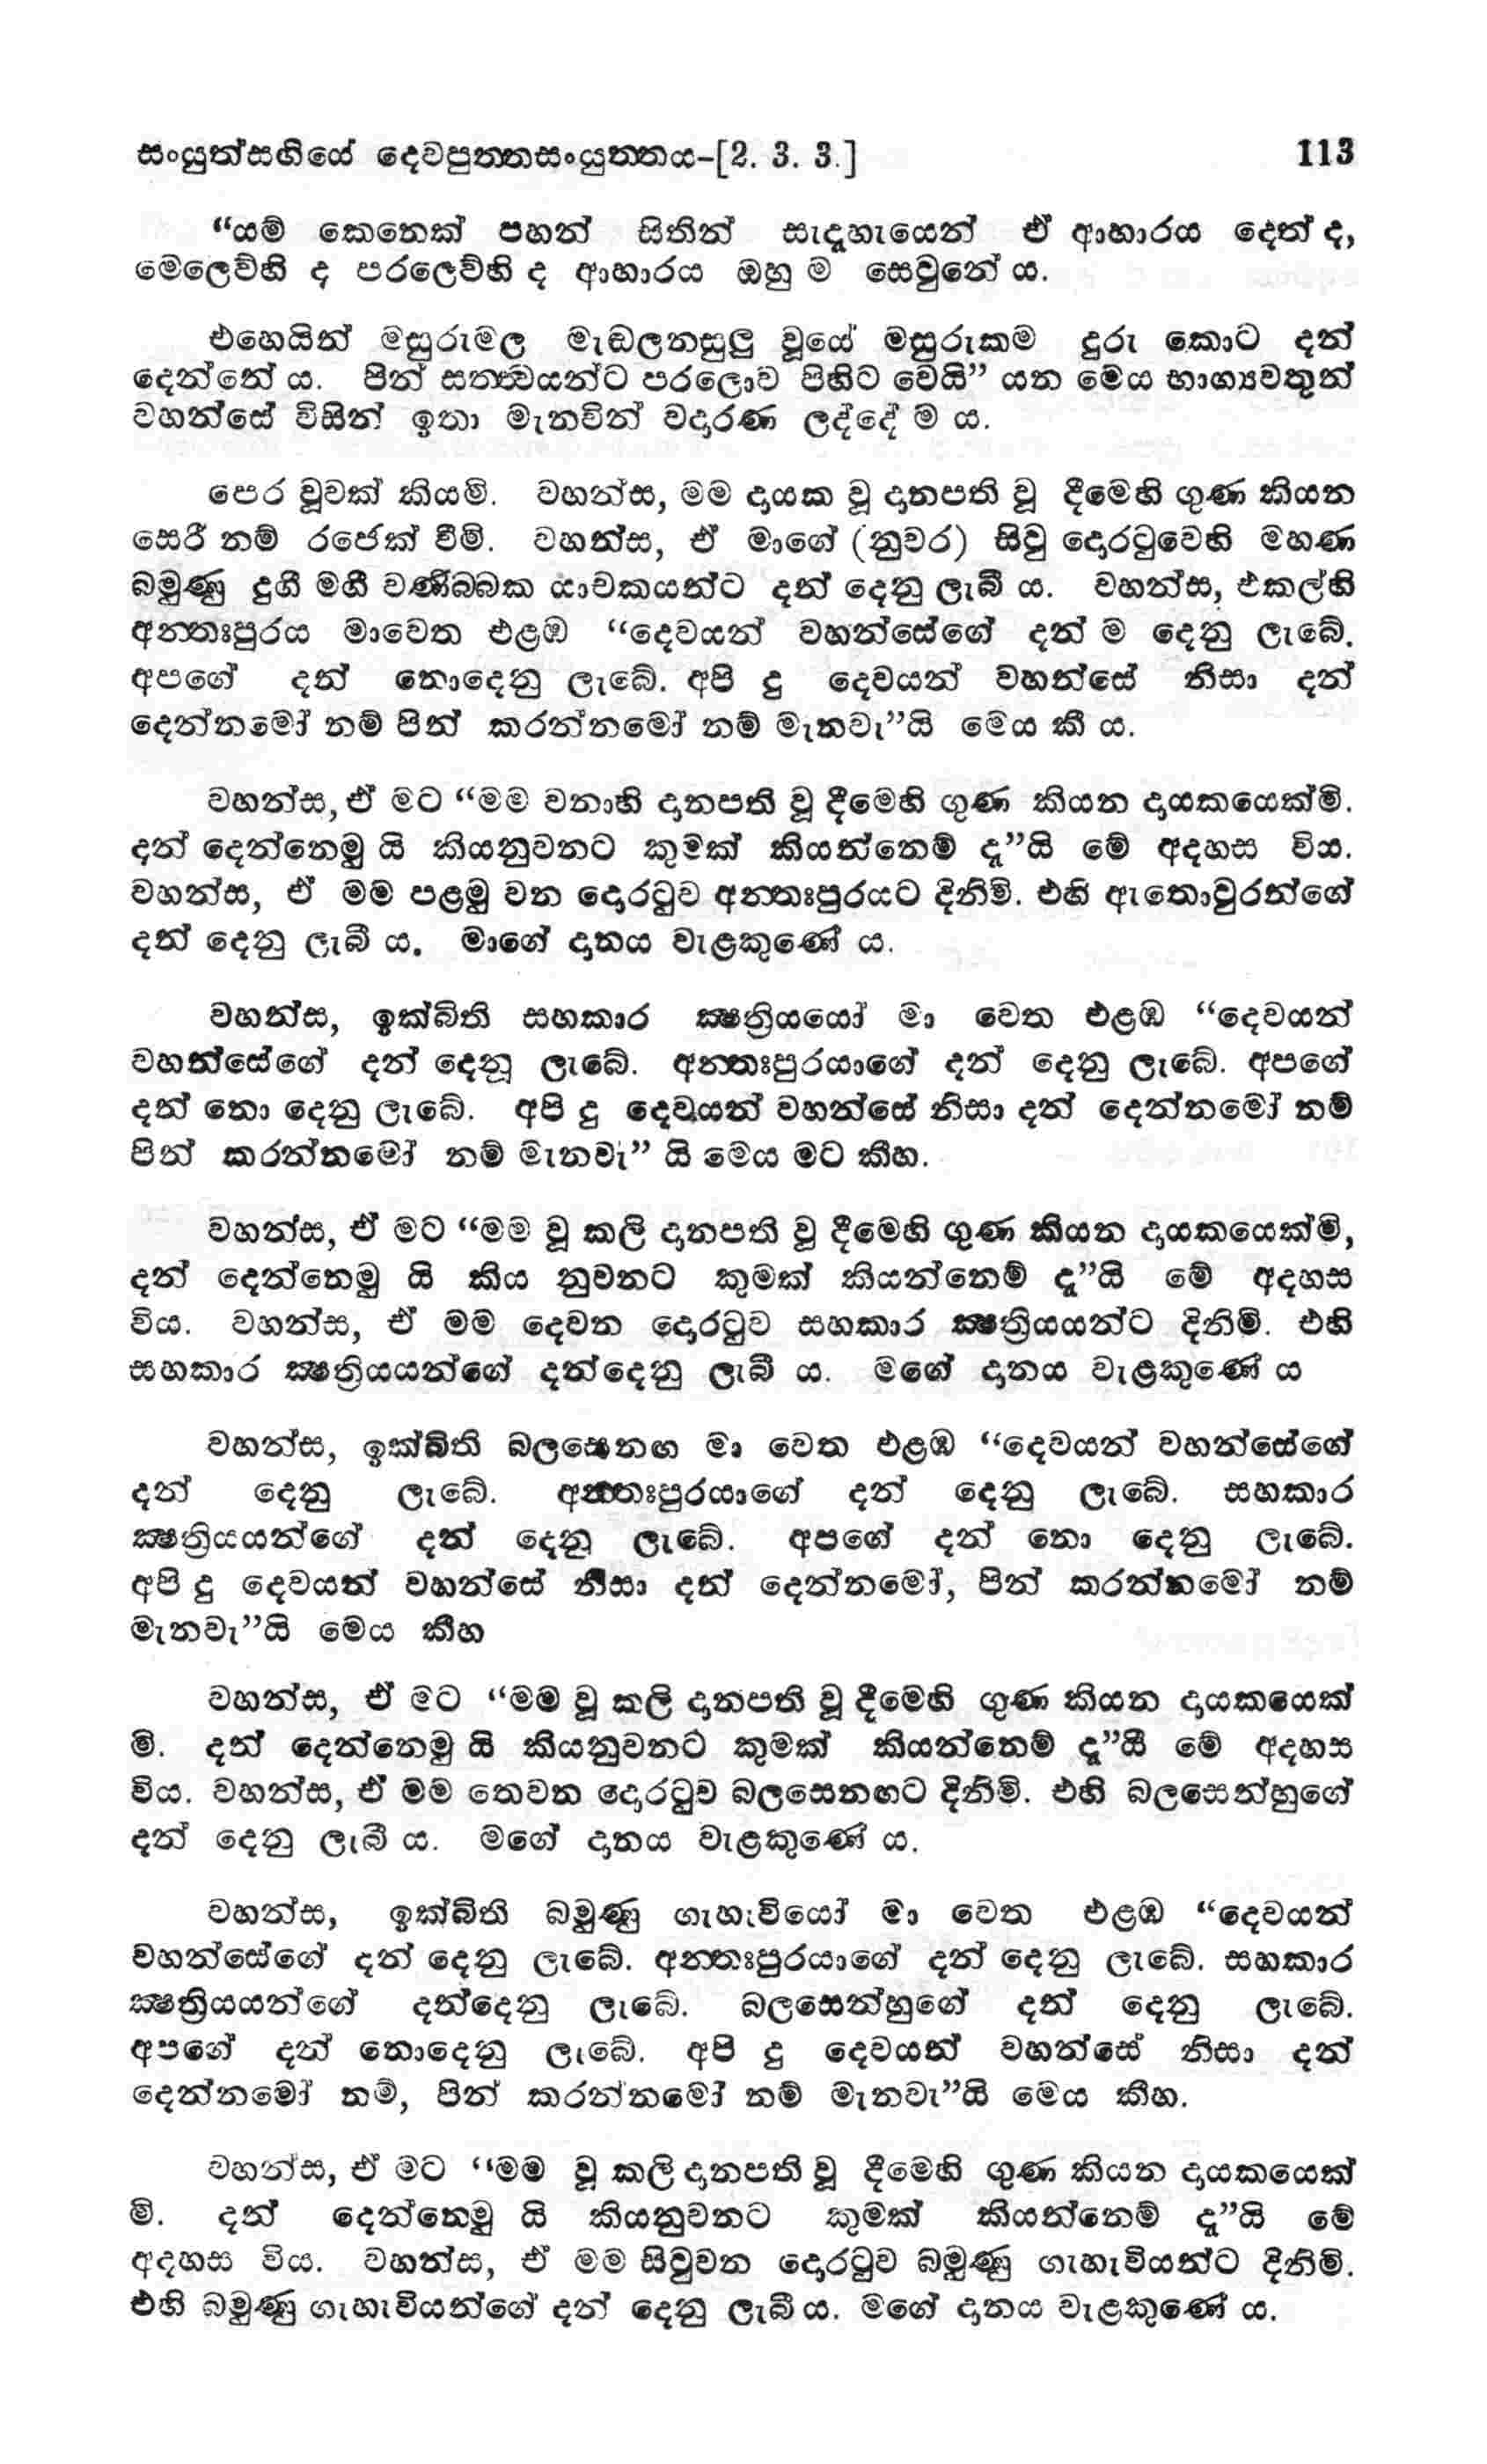 සංයුත්සඟියේ දෙවපුත්තසංයුත්තය-[2. 3. 3.] 113
“යම් කෙනෙක් පහන් සිතින් සැදෑහැයෙන් ඒ ආහාරය දෙත් ද,
මෙලෙව්හි ද පරලෙව්හි ද ආහාරය ඔහු ම සෙවුනේ ය.
එහෙයින් මසුරුමල මැඬලනසුලු වූයේ මසුරුකම දුරු කොට දන්
දෙන්නේ ය. පින් සත්ත්වයන්ට පරලොව පිහිට වෙයි” යන මෙය භාග්‍යවතුන්
වහන්සේ විසින් ඉතා මැනවින් වදාරණ ලද්දේ ම ය.
පෙර වූවක් කියමි. වහන්ස, මම දායක වූ දානපති වූ දීමෙහි ගුණ කියන
සෙරී නම් රජෙක් වීමි. වහන්ස, ඒ මාගේ (නුවර) සිවු දොරටුවෙහි මහණ
බමුණු දුගී මගී වණිබ්බක යාචකයන්ට දන් දෙනු ලැබී ය. වහන්ස, එකල්හි
අන්තඃපුරය මාවෙත එළඹ “දෙවයන් වහන්සේගේ දන් ම දෙනු ලැබේ.
අපගේ දන් නොදෙනු ලැබේ. අපි දු දෙවයන් වහන්සේ නිසා දන්
දෙන්නමෝ නම් පින් කරන්නමෝ නම් මැනවැ”යි මෙය කී ය.
වහන්ස, ඒ මට “මම වනාහි දානපති වූ දීමෙහි ගුණ කියන දායකයෙක්මි.
දන් දෙන්නෙමු යි කියනුවනට කුමක් කියන්නෙම් දැ”යි මේ අදහස විය.
වහන්ස, ඒ මම පළමු වන දොරටුව අන්තඃපුරයට දිනිමි. එහි ඇතොවුරන්ගේ
දන් දෙනු ලැබී ය. මාගේ දානය වැළකුණේ ය.
වහන්ස, ඉක්බිති සහකාර ක්‍ෂත්‍රියයෝ මා වෙත එළඹ “දෙවයන්
වහන්සේගේ දන් දෙනු ලැබේ. අන්තඃපුරයාගේ දන් දෙනු ලැබේ. අපගේ
දන් නො දෙනු ලැබේ. අපි දු දෙවයන් වහන්සේ නිසා දන් දෙන්නමෝ නම්
පින් කරන්නමෝ නම් මැනවැ” යි මෙය මට කීහ.
වහන්ස, ඒ මට “මම වූ කලි දානපති වූ දීමෙහි ගුණ කියන දායකයෙක්මි,
දන් දෙන්නෙමු යි කිය නුවනට කුමක් කියන්නෙම් දැ”යි මේ අදහස
විය. වහන්ස, ඒ මම දෙවන දොරටුව සහකාර ක්‍ෂත්‍රියයන්ට දිනිමි. එහි
සහකාර ක්‍ෂත්‍රියයන්ගේ දන්දෙනු ලැබී ය. මගේ දානය වැළකුණේ ය
වහන්ස, ඉක්බිති බලසෙනඟ මා වෙත එළඹ “දෙවයන් වහන්සේගේ
දන් දෙනු ලැබේ. අන්තඃපුරයාගේ දන් දෙනු ලැබේ. සහකාර
ක්‍ෂත්‍රියයන්ගේ දන් දෙනු ලැබේ. අපගේ දන් නො දෙනු ලැබේ.
අපි දු දෙවයන් වහන්සේ නිසා දන් දෙන්නමෝ, පින් කරන්නමෝ නම්
මැනවැ”යි මෙය කීහ
වහන්ස, ඒ මට “මම වූ කලි දානපති වූ දීමෙහි ගුණ කියන දායකයෙක්
මි. දන් දෙන්නෙමු යි කියනුවනට කුමක් කියන්නෙම් දැ”යි මේ අදහස
විය. වහන්ස, ඒ මම තෙවන දොරටුව බලසෙනඟට දිනිමි. එහි බලසෙන්හුගේ
දන් දෙනු ලැබී ය. මගේ දානය වැළකුණේ ය.
වහන්ස, ඉක්බිති බමුණු ගැහැවියෝ මා වෙත එළඹ “දෙවයන්
වහන්සේගේ දන් දෙනු ලැබේ. අන්තඃපුරයාගේ දන් දෙනු ලැබේ. සහකාර
ක්‍ෂත්‍රියයන්ගේ දන්දෙනු ලැබේ. බලසෙන්හුගේ දන් දෙනු ලැබේ.
අපගේ දන් නොදෙනු ලැබේ. අපි දු දෙවයන් වහන්සේ නිසා දන්
දෙන්නමෝ නම්, පින් කරන්නමෝ නම් මැනවැ”යි මෙය කීහ.
වහන්ස, ඒ මට “මම වූ කලි දානපති වූ දීමෙහි ගුණ කියන දායකයෙක්
මි. දන් දෙන්නෙමු යි කියනුවනට කුමක් කියන්නෙම් දැ”යි මේ
අදහස විය. වහන්ස, ඒ මම සිවුවන දොරටුව බමුණු ගැහැවියන්ට දිනිමි.
එහි බමුණු ගැහැවියන්ගේ දන් දෙනු ලැබී ය. මගේ දානය වැළකුණේ ය.